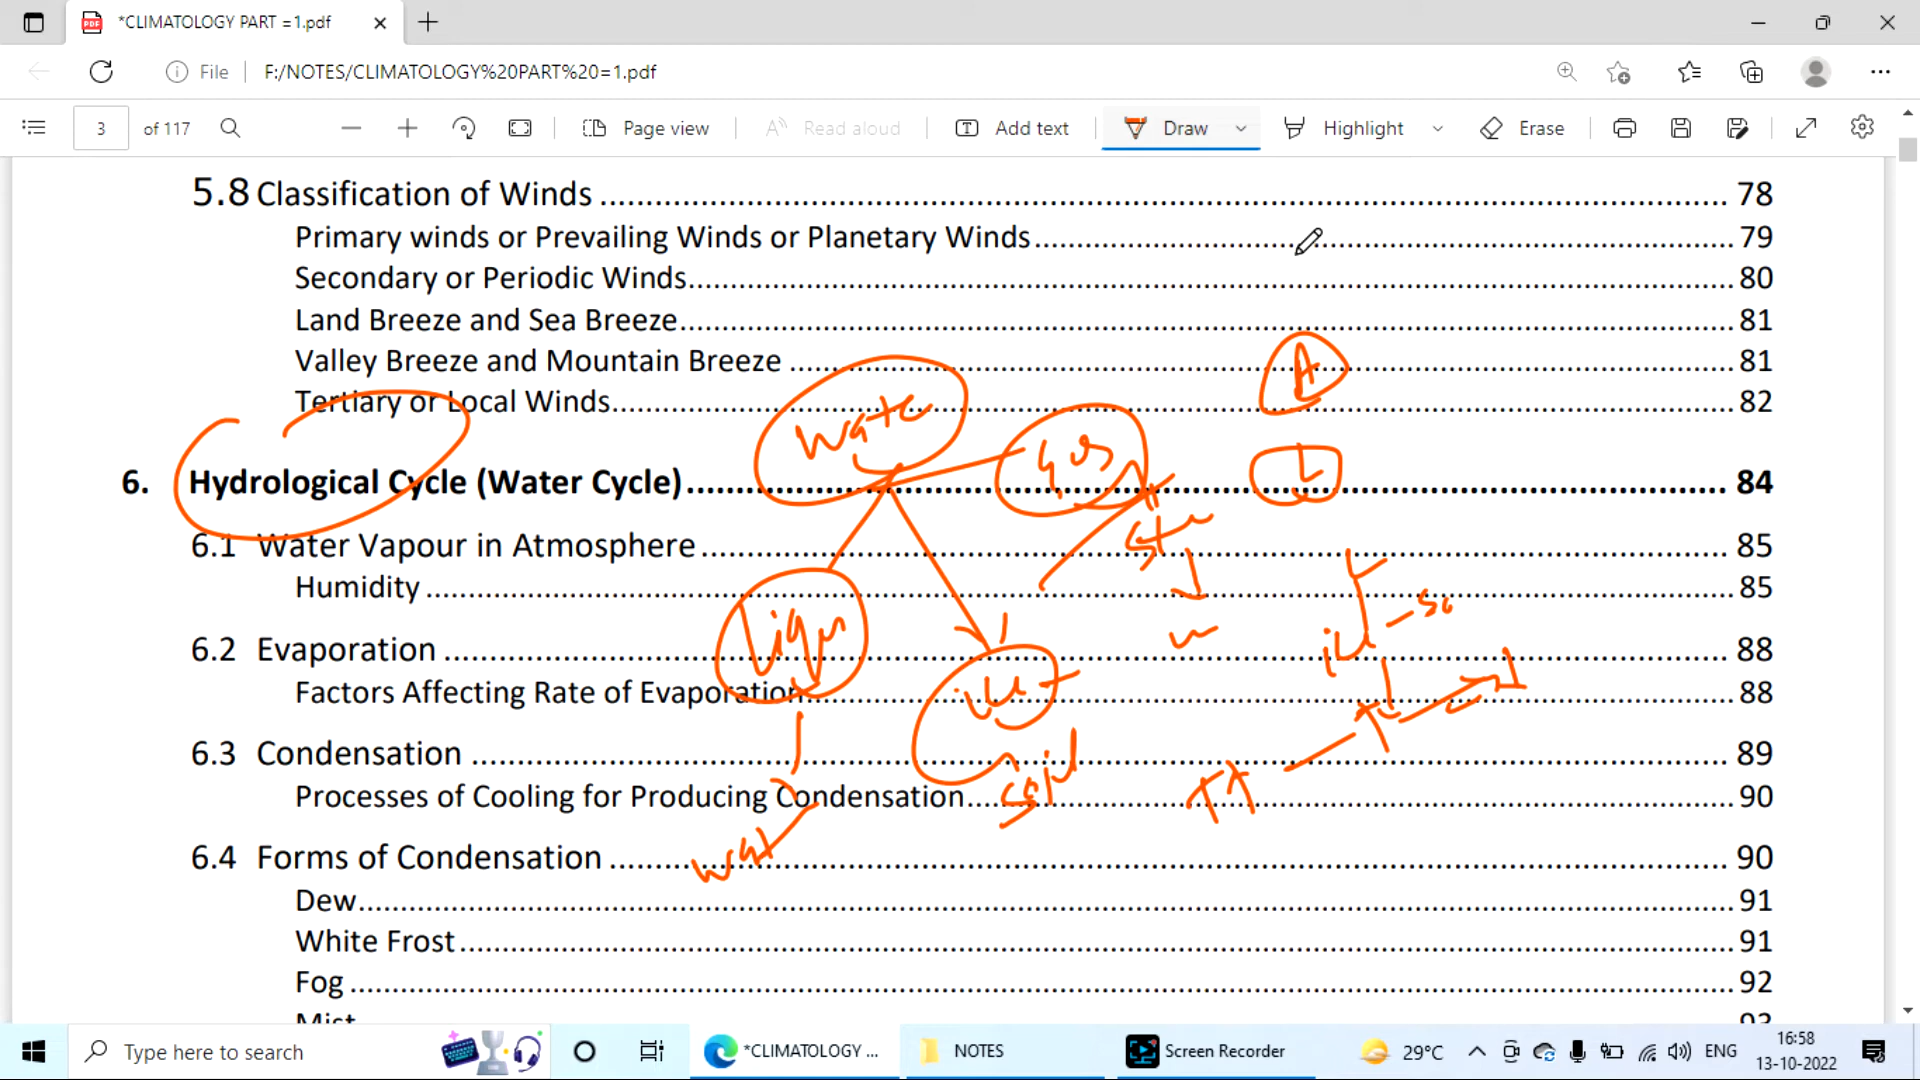 *CLIMATOLOGY PART =1.pdf
File F:/NOTES/CLIMATOLOGY%20PART%20=1.pdf
3 of 117 Page view Read aloud Add text Draw Highlight Erase
5.8 Classification of Winds 78
Primary winds or Prevailing Winds or Planetary Winds 79
Secondary or Periodic Winds 80
Land Breeze and Sea Breeze 81
Valley Breeze and Mountain Breeze 81
A
Tertiary or Local Winds 82
Wate
6. Hydrological Cycle (Water Cycle) 84
L
6.1 Water Vapour in Atmosphere 85
Humidity 85
6.2 Evaporation 88
Factors Affecting Rate of Evaporation 88
6.3 Condensation 89
Processes of Cooling for Producing Condensation 90
6.4 Forms of Condensation 90
wat
Dew 91
White Frost 91
Fog 92
Mist 93
Type here to search *CLIMATOLOGY ... NOTES Screen Recorder 29°C ENG 16:58
13-10-2022